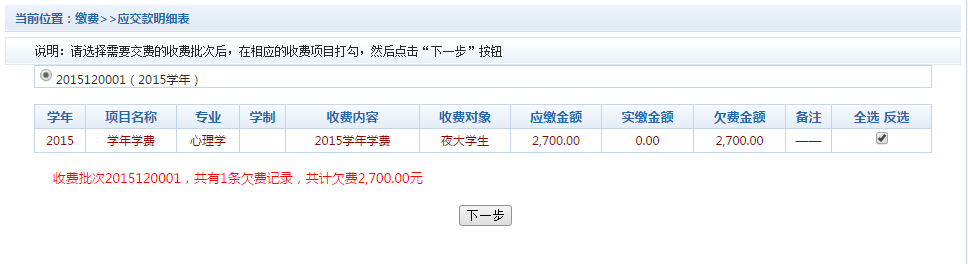 当前位置：缴费>>应交款明细表
说明：请选择需要交费的收费批次后，在相应的收费项目打勾，然后点击“下一步”按钮
2015120001（2015学年）
学年 项目名称 专业 学制 收费内容 收费对象 应缴金额 实缴金额 欠费金额 备注 全选 反选
2015 学年学费 心理学 2015学年学费 夜大学生 2,700.00 0.00 2,700.00 ——
收费批次2015120001，共有1条欠费记录，共计欠费2,700.00元
下一步